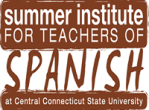 summer institute
FOR TEACHERS OF
SPANISH
at Central Connecticut State University